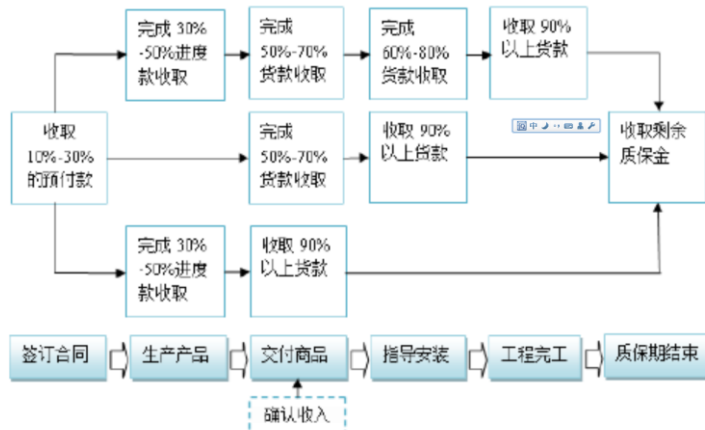 完成 30%
-50%进度
款收取
完成
50%-70%
货款收取
完成
60%-80%
货款收取
收取 90%
以上货款
收取
10%-30%
的预付款
完成
50%-70%
货款收取
收取 90%
以上货款
中
收取剩余
质保金
完成 30%
-50%进度
款收取
收取 90%
以上货款
签订合同
生产产品
交付商品
指导安装
工程完工
质保期结束
确认收入